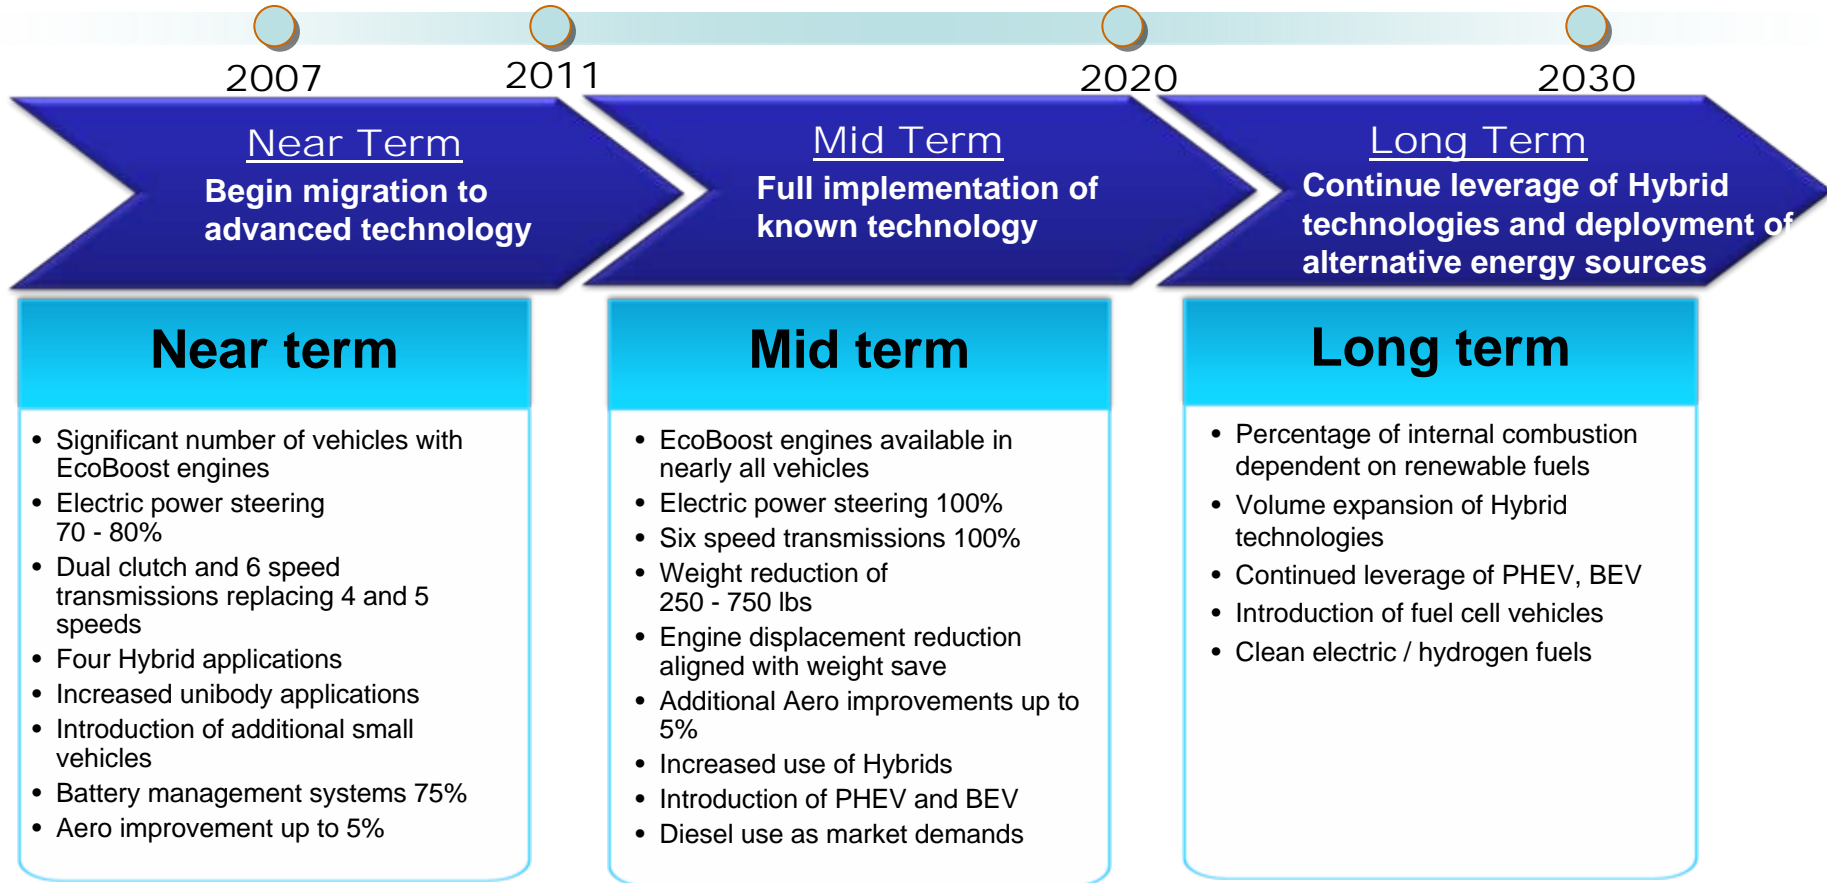 2007
2011
2020
2030
Near Term
Begin migration to
advanced technology
Mid Term
Full implementation of
known technology
Long Term
Continue leverage of Hybrid
technologies and deployment of
alternative energy sources
Near term
• Significant number of vehicles with
EcoBoost engines
• Electric power steering
70 - 80%
• Dual clutch and 6 speed
transmissions replacing 4 and 5
speeds
• Four Hybrid applications
• Increased unibody applications
• Introduction of additional small
vehicles
• Battery management systems 75%
• Aero improvement up to 5%
Mid term
• EcoBoost engines available in
nearly all vehicles
• Electric power steering 100%
• Six speed transmissions 100%
• Weight reduction of
250 - 750 lbs
• Engine displacement reduction
aligned with weight save
• Additional Aero improvements up to
5%
• Increased use of Hybrids
• Introduction of PHEV and BEV
• Diesel use as market demands
Long term
• Percentage of internal combustion
dependent on renewable fuels
• Volume expansion of Hybrid
technologies
• Continued leverage of PHEV, BEV
• Introduction of fuel cell vehicles
• Clean electric / hydrogen fuels